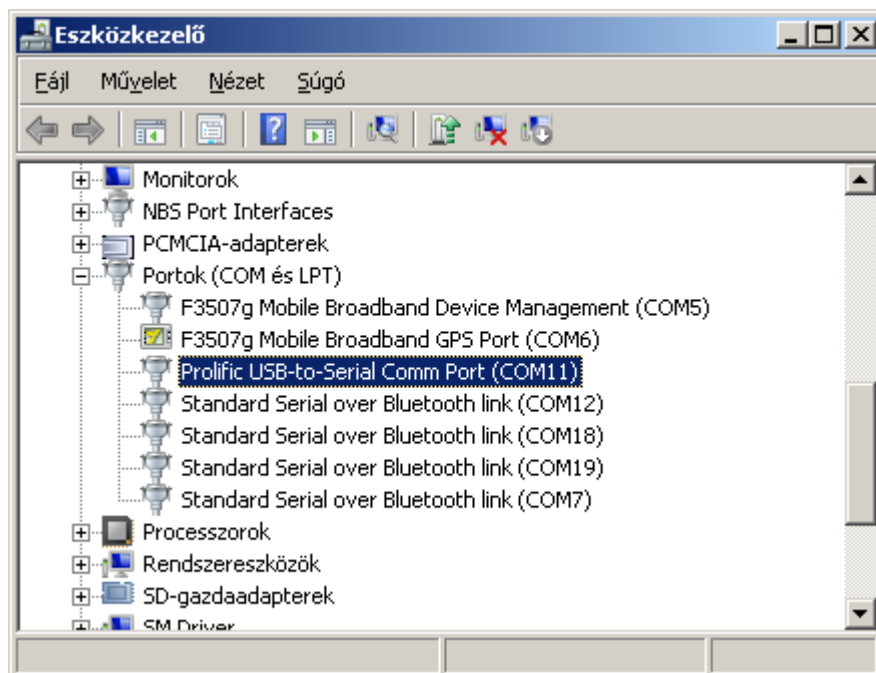 Eszközkezelő
Fájl Művelet Nézet Súgó
Monitorok
NBS Port Interfaces
PCMCIA-adapterek
Portok (COM és LPT)
F3507g Mobile Broadband Device Management (COM5)
F3507g Mobile Broadband GPS Port (COM6)
Prolific USB-to-Serial Comm Port (COM11)
Standard Serial over Bluetooth link (COM12)
Standard Serial over Bluetooth link (COM18)
Standard Serial over Bluetooth link (COM19)
Standard Serial over Bluetooth link (COM7)
Processzorok
Rendszereszközök
SD-gazdaadapterek
SM Driver